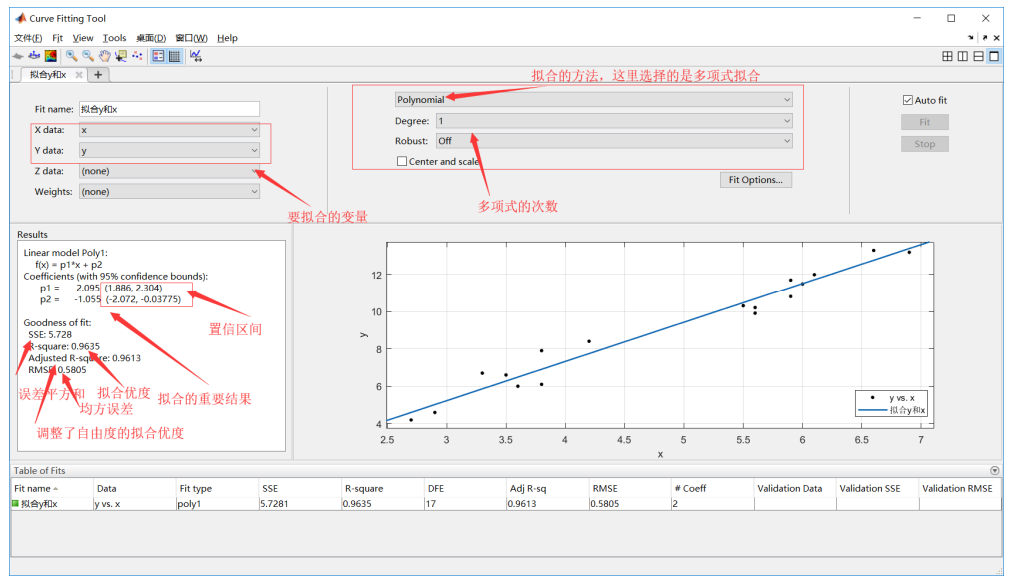 Curve Fitting Tool
文件(F) Fit View Tools 桌面(D) 窗口(W) Help
拟合y和x
拟合的方法，这里选择的是多项式拟合
Fit name: 拟合y和x
X data: x
Y data: y
Z data: (none)
Weights: (none)
要拟合的变量
Polynomial
Degree: 1
Robust: Off
Center and scale
多项式的次数
Fit Options...
Auto fit
Fit
Stop
Results
Linear model Poly1:
f(x) = p1*x + p2
Coefficients (with 95% confidence bounds):
p1 = 2.095 (1.886, 2.304)
p2 = -1.055 (-2.072, -0.03775)
置信区间
Goodness of fit:
SSE: 5.728
R-square: 0.9635
Adjusted R-square: 0.9613
RMSE: 0.5805
误差平方和 拟合优度 拟合的重要结果
均方误差
调整了自由度的拟合优度
12
10
8
6
4
y
2.5 3 3.5 4 4.5 5 5.5 6 6.5 7
x
y vs. x
拟合y和x
Table of Fits
Fit name Data Fit type SSE R-square DFE Adj R-sq RMSE # Coeff Validation Data Validation SSE Validation RMSE
拟合y和x y vs. x poly1 5.7281 0.9635 17 0.9613 0.5805 2